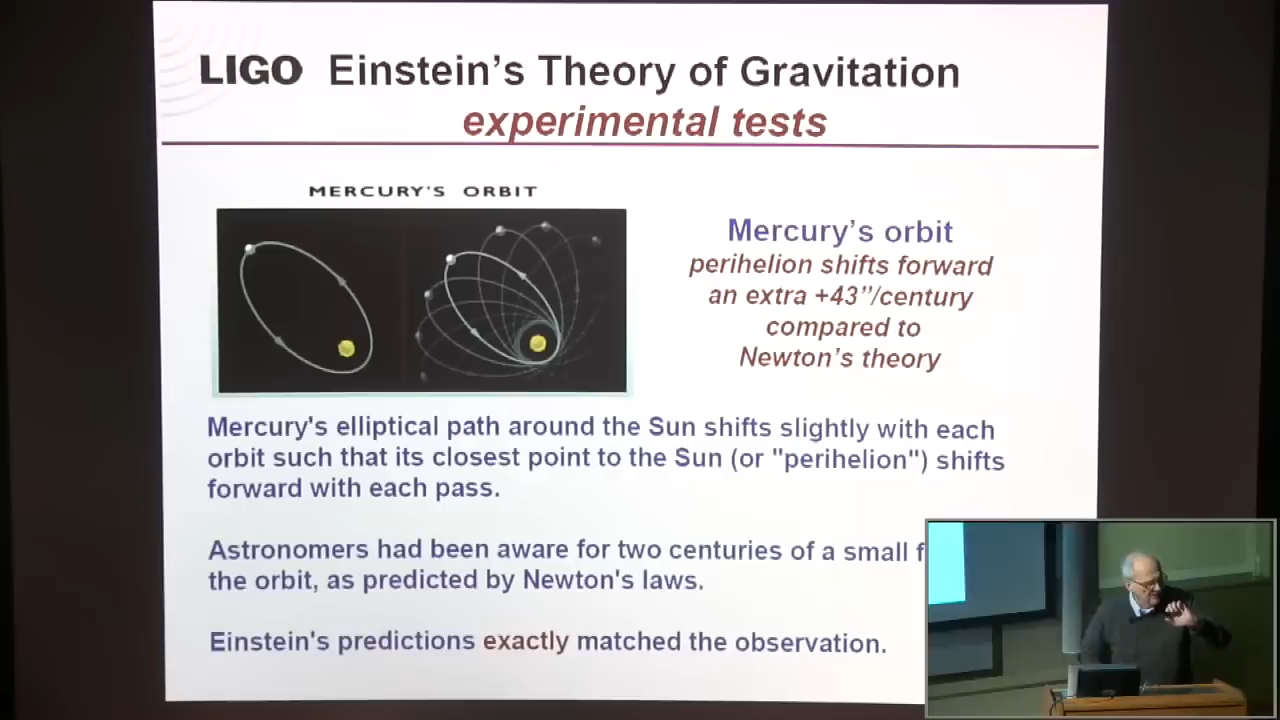 LIGO Einstein's Theory of Gravitation
experimental tests
MERCURY'S ORBIT
Mercury's orbit
perihelion shifts forward
an extra +43”/century
compared to
Newton's theory
Mercury's elliptical path around the Sun shifts slightly with each
orbit such that its closest point to the Sun (or "perihelion") shifts
forward with each pass.
Astronomers had been aware for two centuries of a small
the orbit, as predicted by Newton's laws.
Einstein's predictions exactly matched the observation.